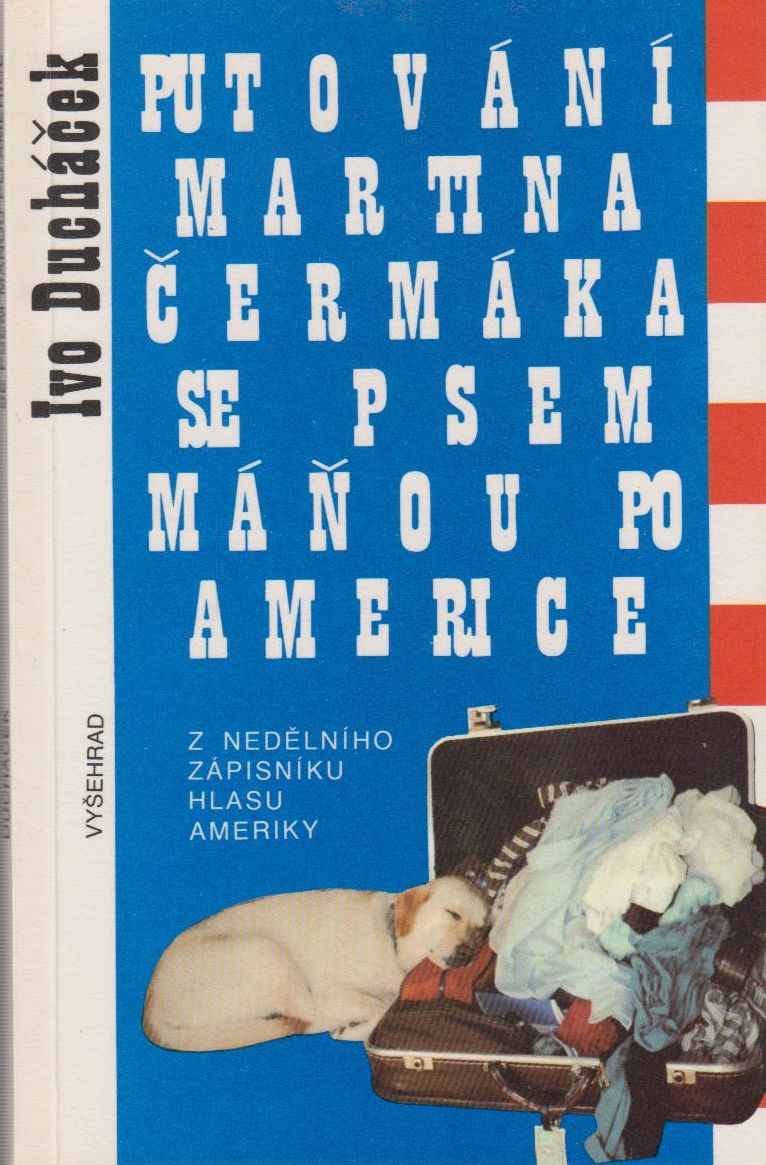 Ivo Ducháček
PUTOVÁNÍ
MARTINA
ČERMÁKA
SE PSEM
MÁŇOU PO
AMERICE
Z NEDĚLNÍHO
ZÁPISNÍKU
HLASU
AMERIKY
VYŠEHRAD